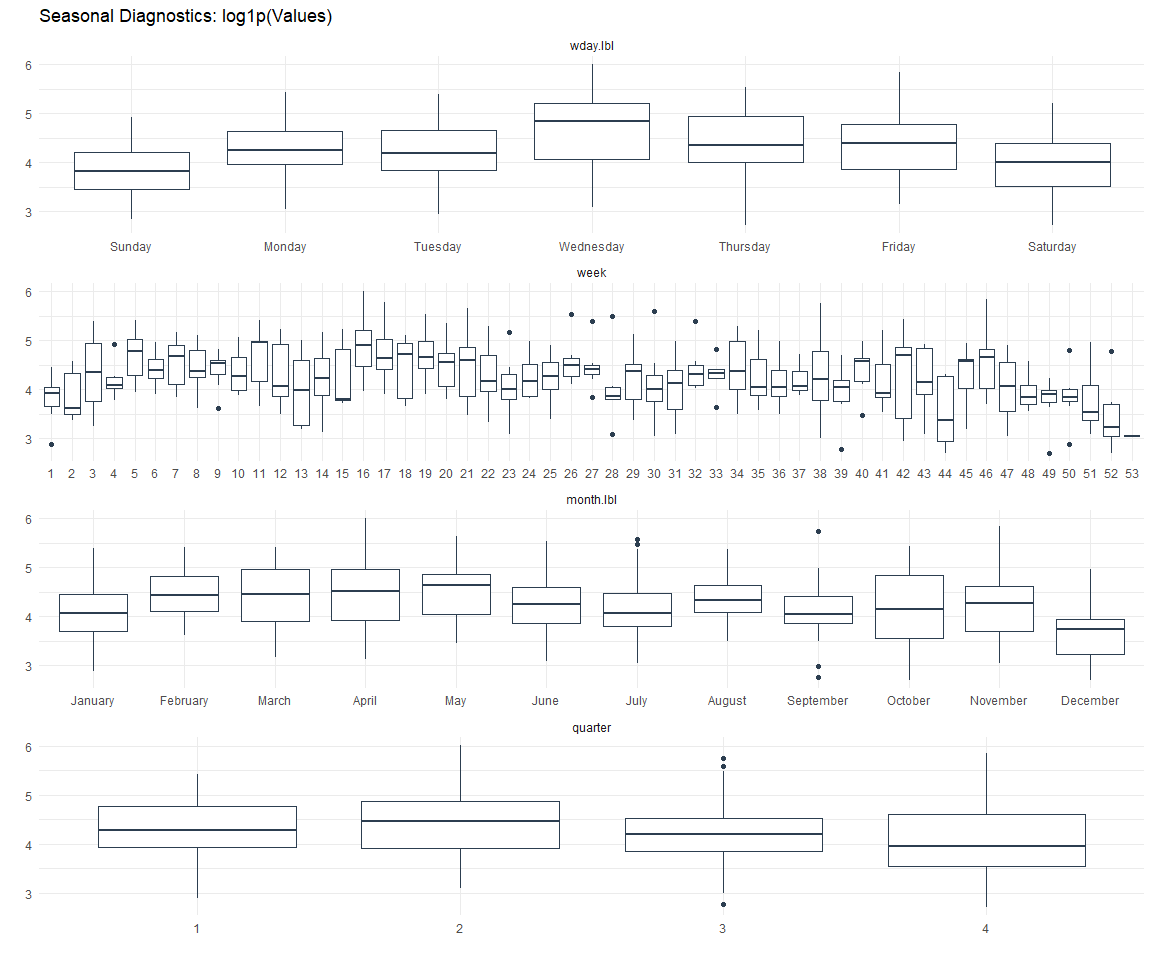 Seasonal Diagnostics: log1p(Values)
wday.lbl
6
5
4
3
Sunday Monday Tuesday Wednesday Thursday Friday Saturday
week
6
5
4
3
1 2 3 4 5 6 7 8 9 10 11 12 13 14 15 16 17 18 19 20 21 22 23 24 25 26 27 28 29 30 31 32 33 34 35 36 37 38 39 40 41 42 43 44 45 46 47 48 49 50 51 52 53
month.lbl
6
5
4
3
January February March April May June July August September October November December
quarter
6
5
4
3
1 2 3 4